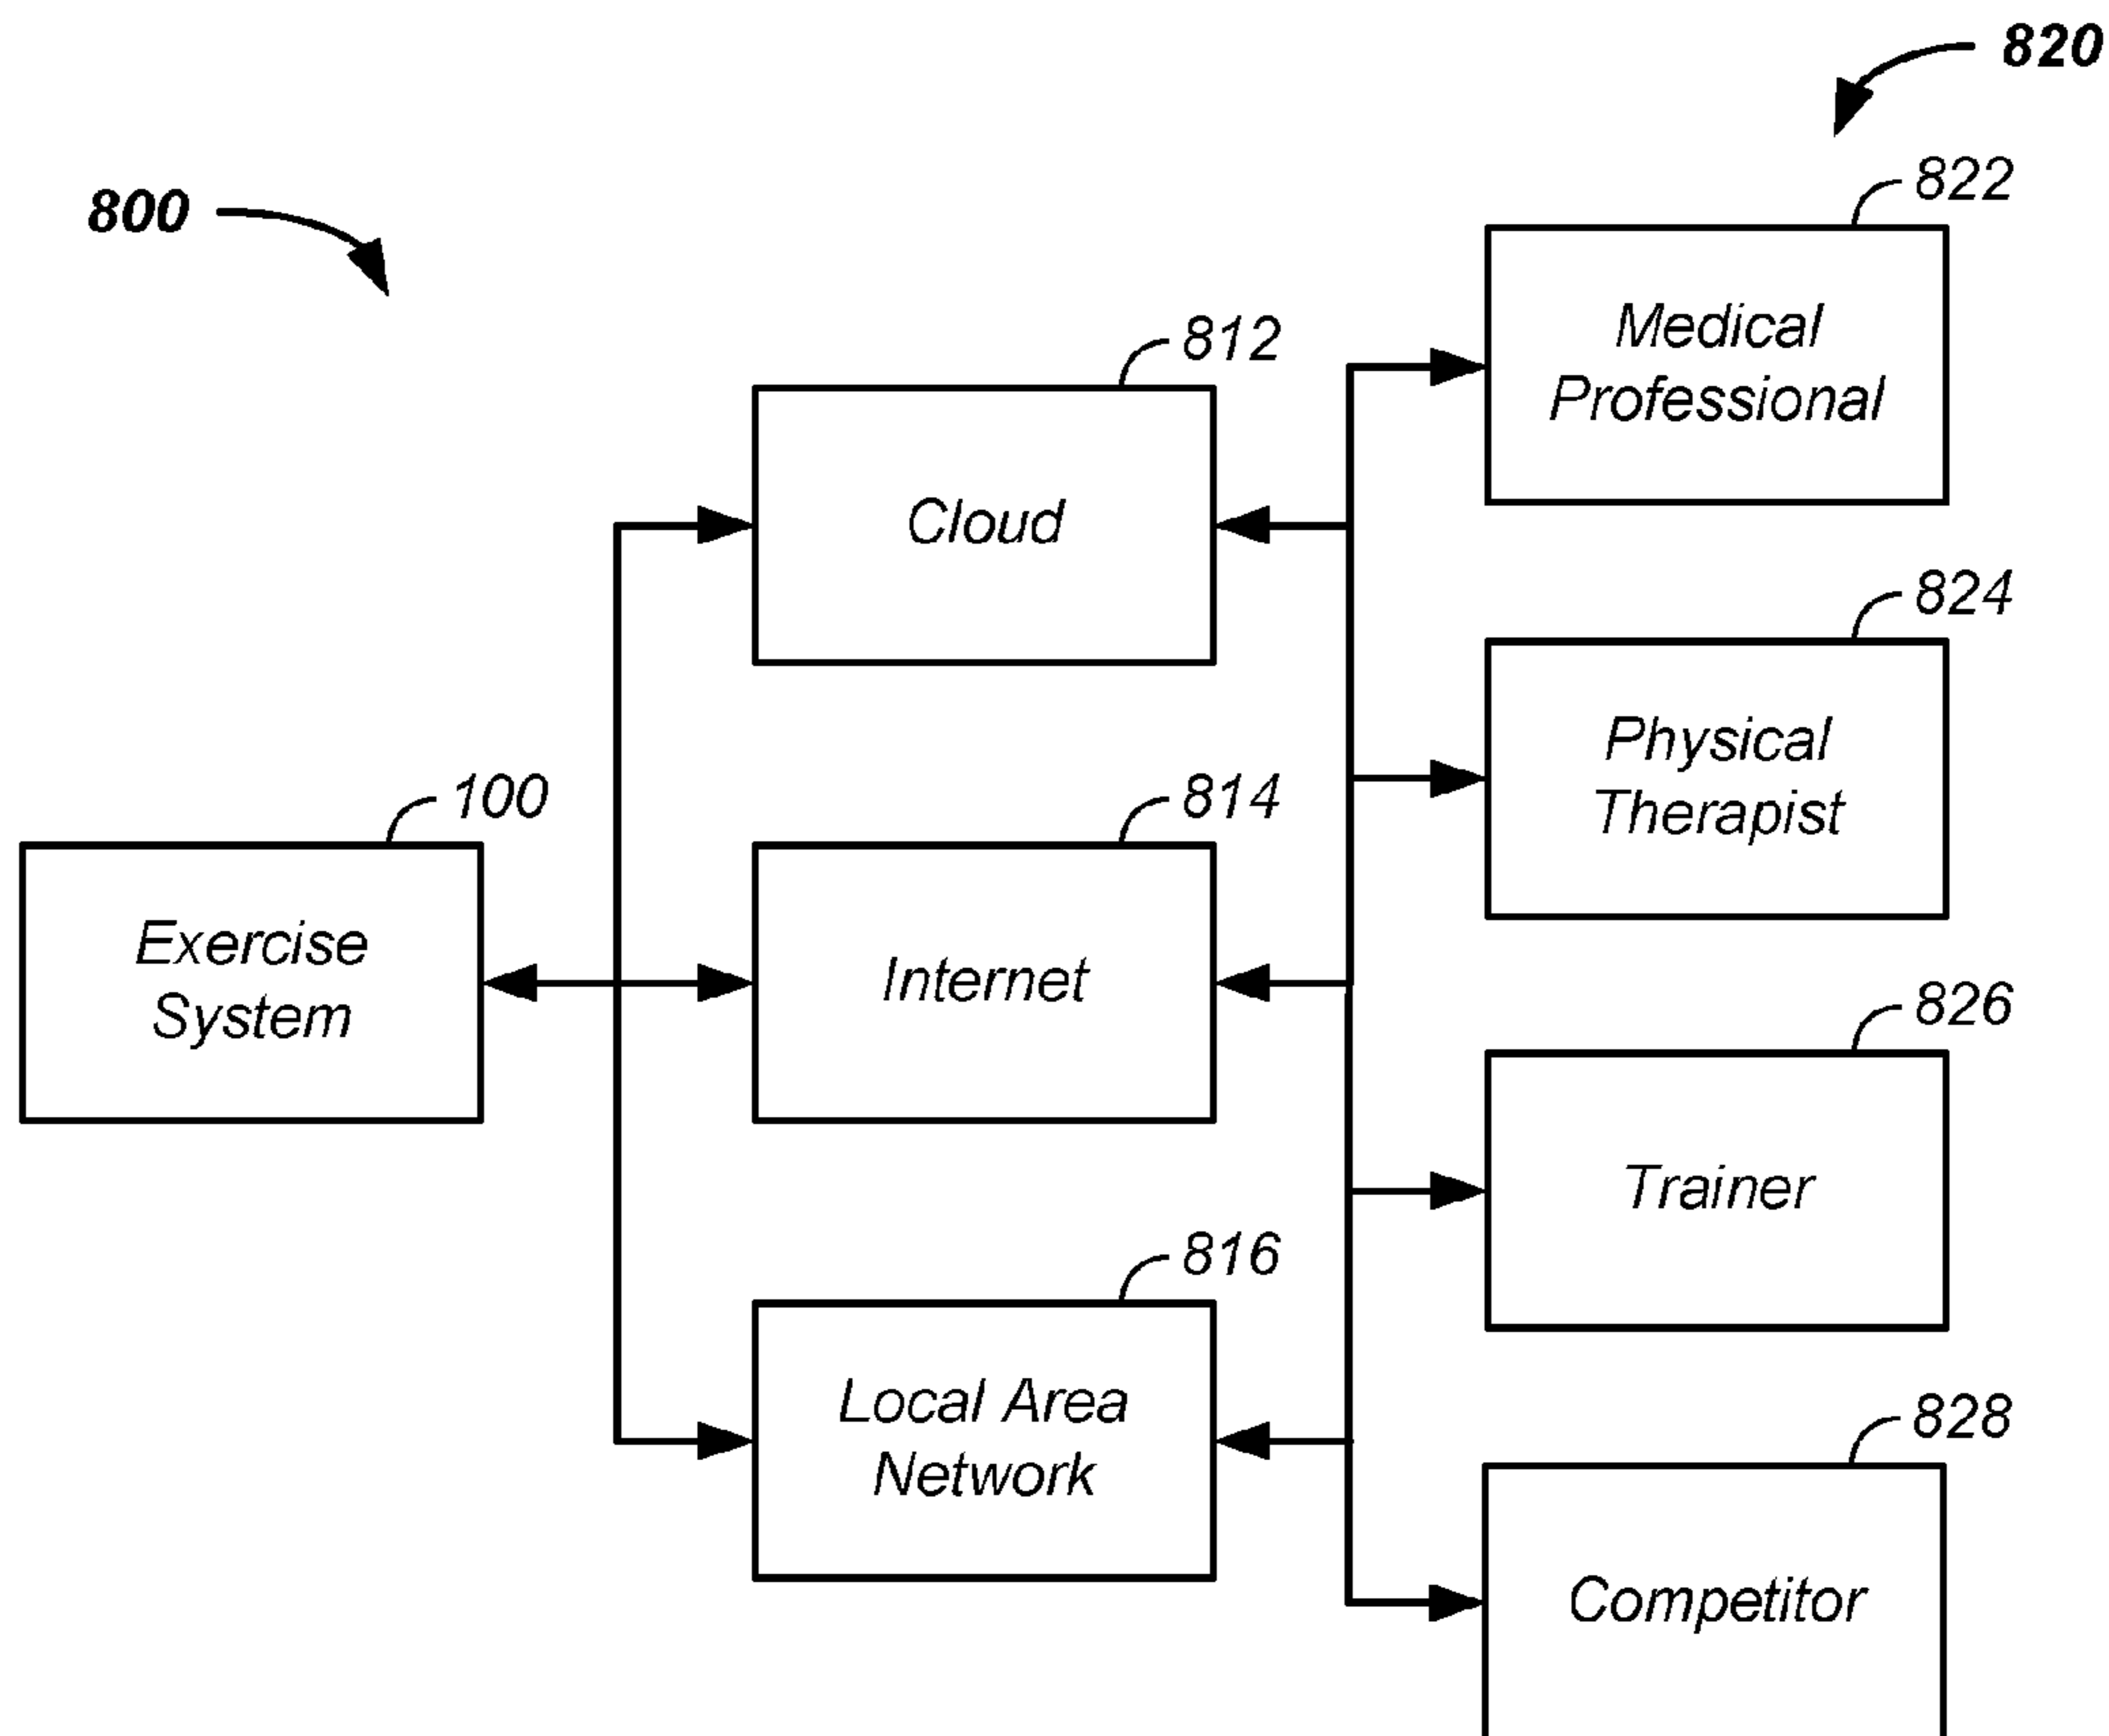 820
800
822
Medical
Professional
812
Cloud
824
Physical
Therapist
100
Exercise
System
814
Internet
826
Trainer
816
Local Area
Network
828
Competitor